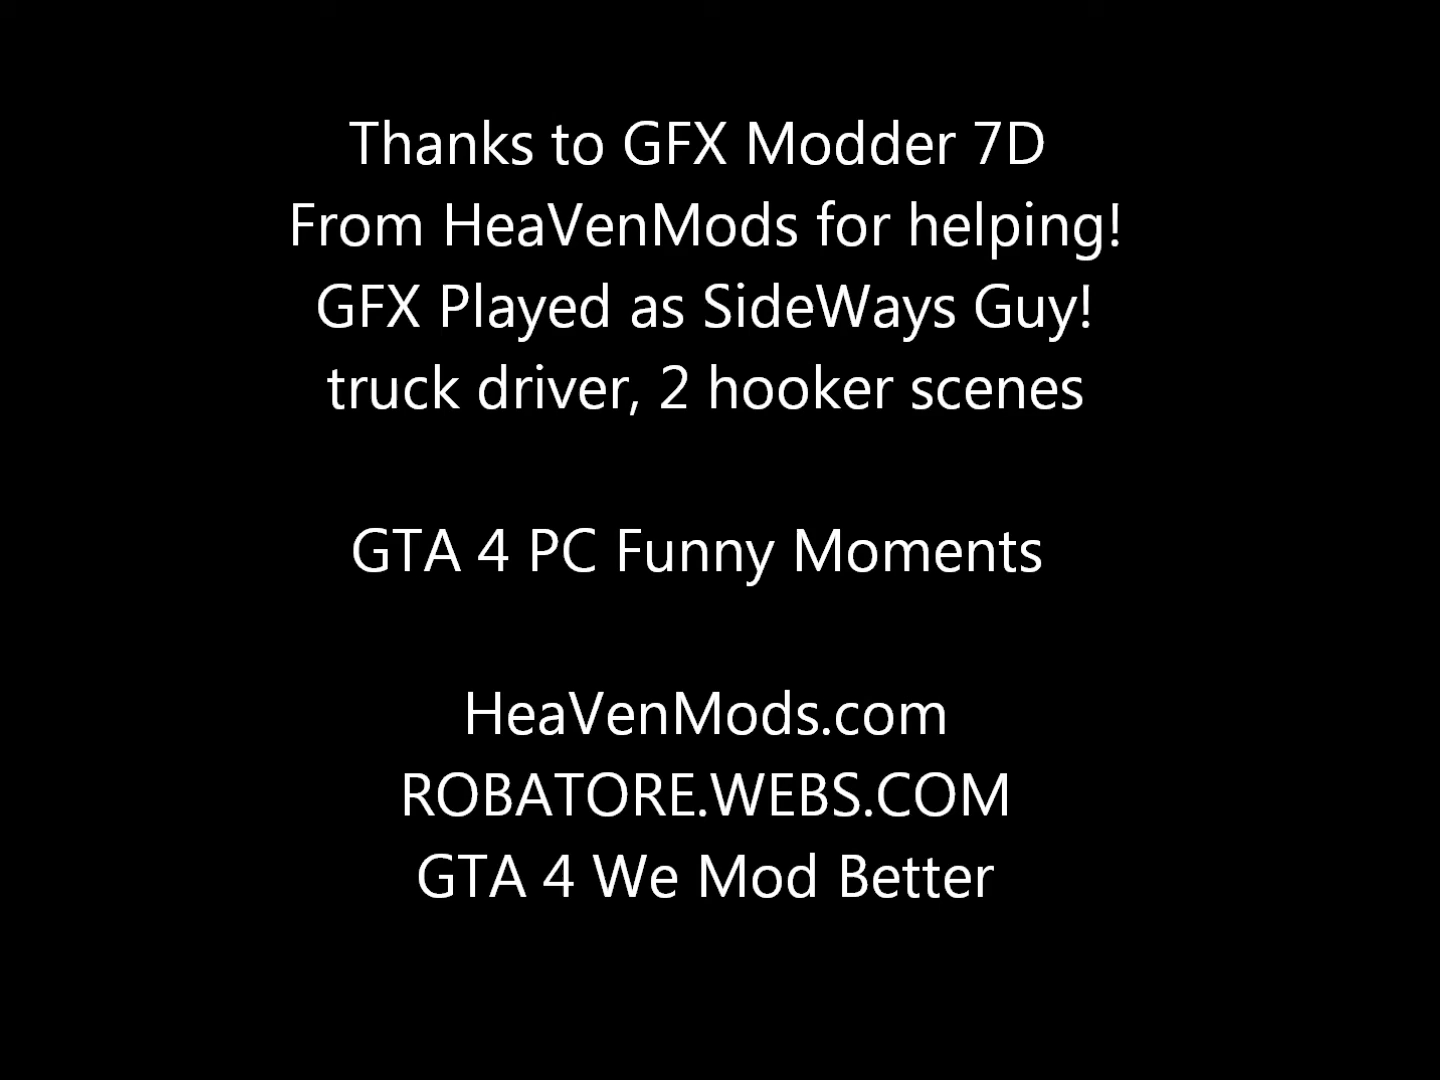 Thanks to GFX Modder 7D
From HeaVenMods for helping!
GFX Played as SideWays Guy!
truck driver, 2 hooker scenes
GTA 4 PC Funny Moments
HeaVenMods.com
ROBATORE.WEBS.COM
GTA 4 We Mod Better